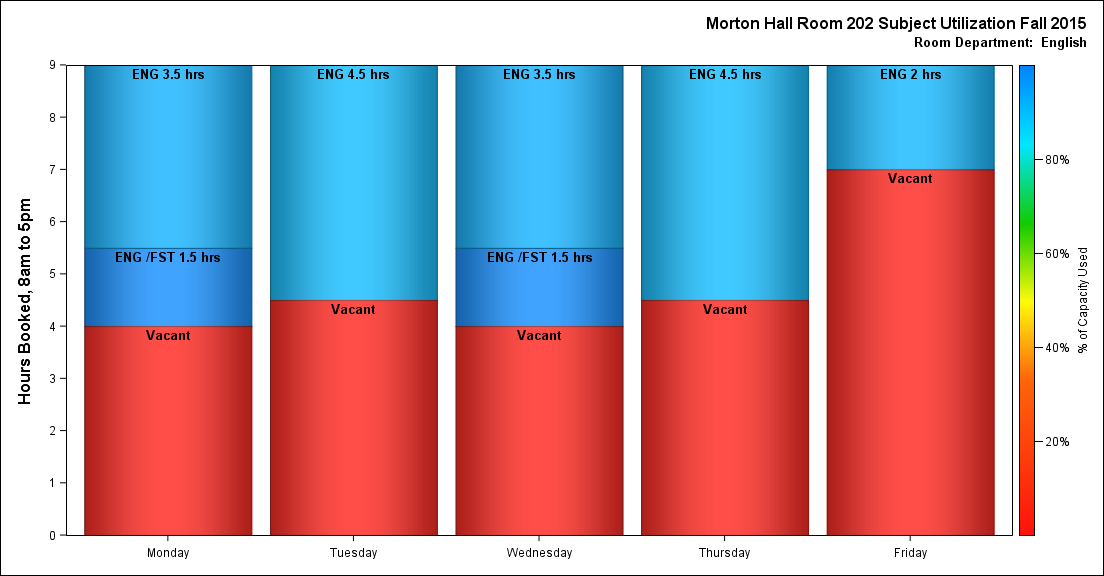 Morton Hall Room 202 Subject Utilization Fall 2015
Room Department: English
Hours Booked, 8am to 5pm
9
8
7
6
5
4
3
2
1
0
ENG 3.5 hrs
ENG /FST 1.5 hrs
Vacant
ENG 4.5 hrs
Vacant
ENG 3.5 hrs
ENG /FST 1.5 hrs
Vacant
ENG 4.5 hrs
Vacant
ENG 2 hrs
Vacant
Monday
Tuesday
Wednesday
Thursday
Friday
80%
60%
40%
20%
% of Capacity Used